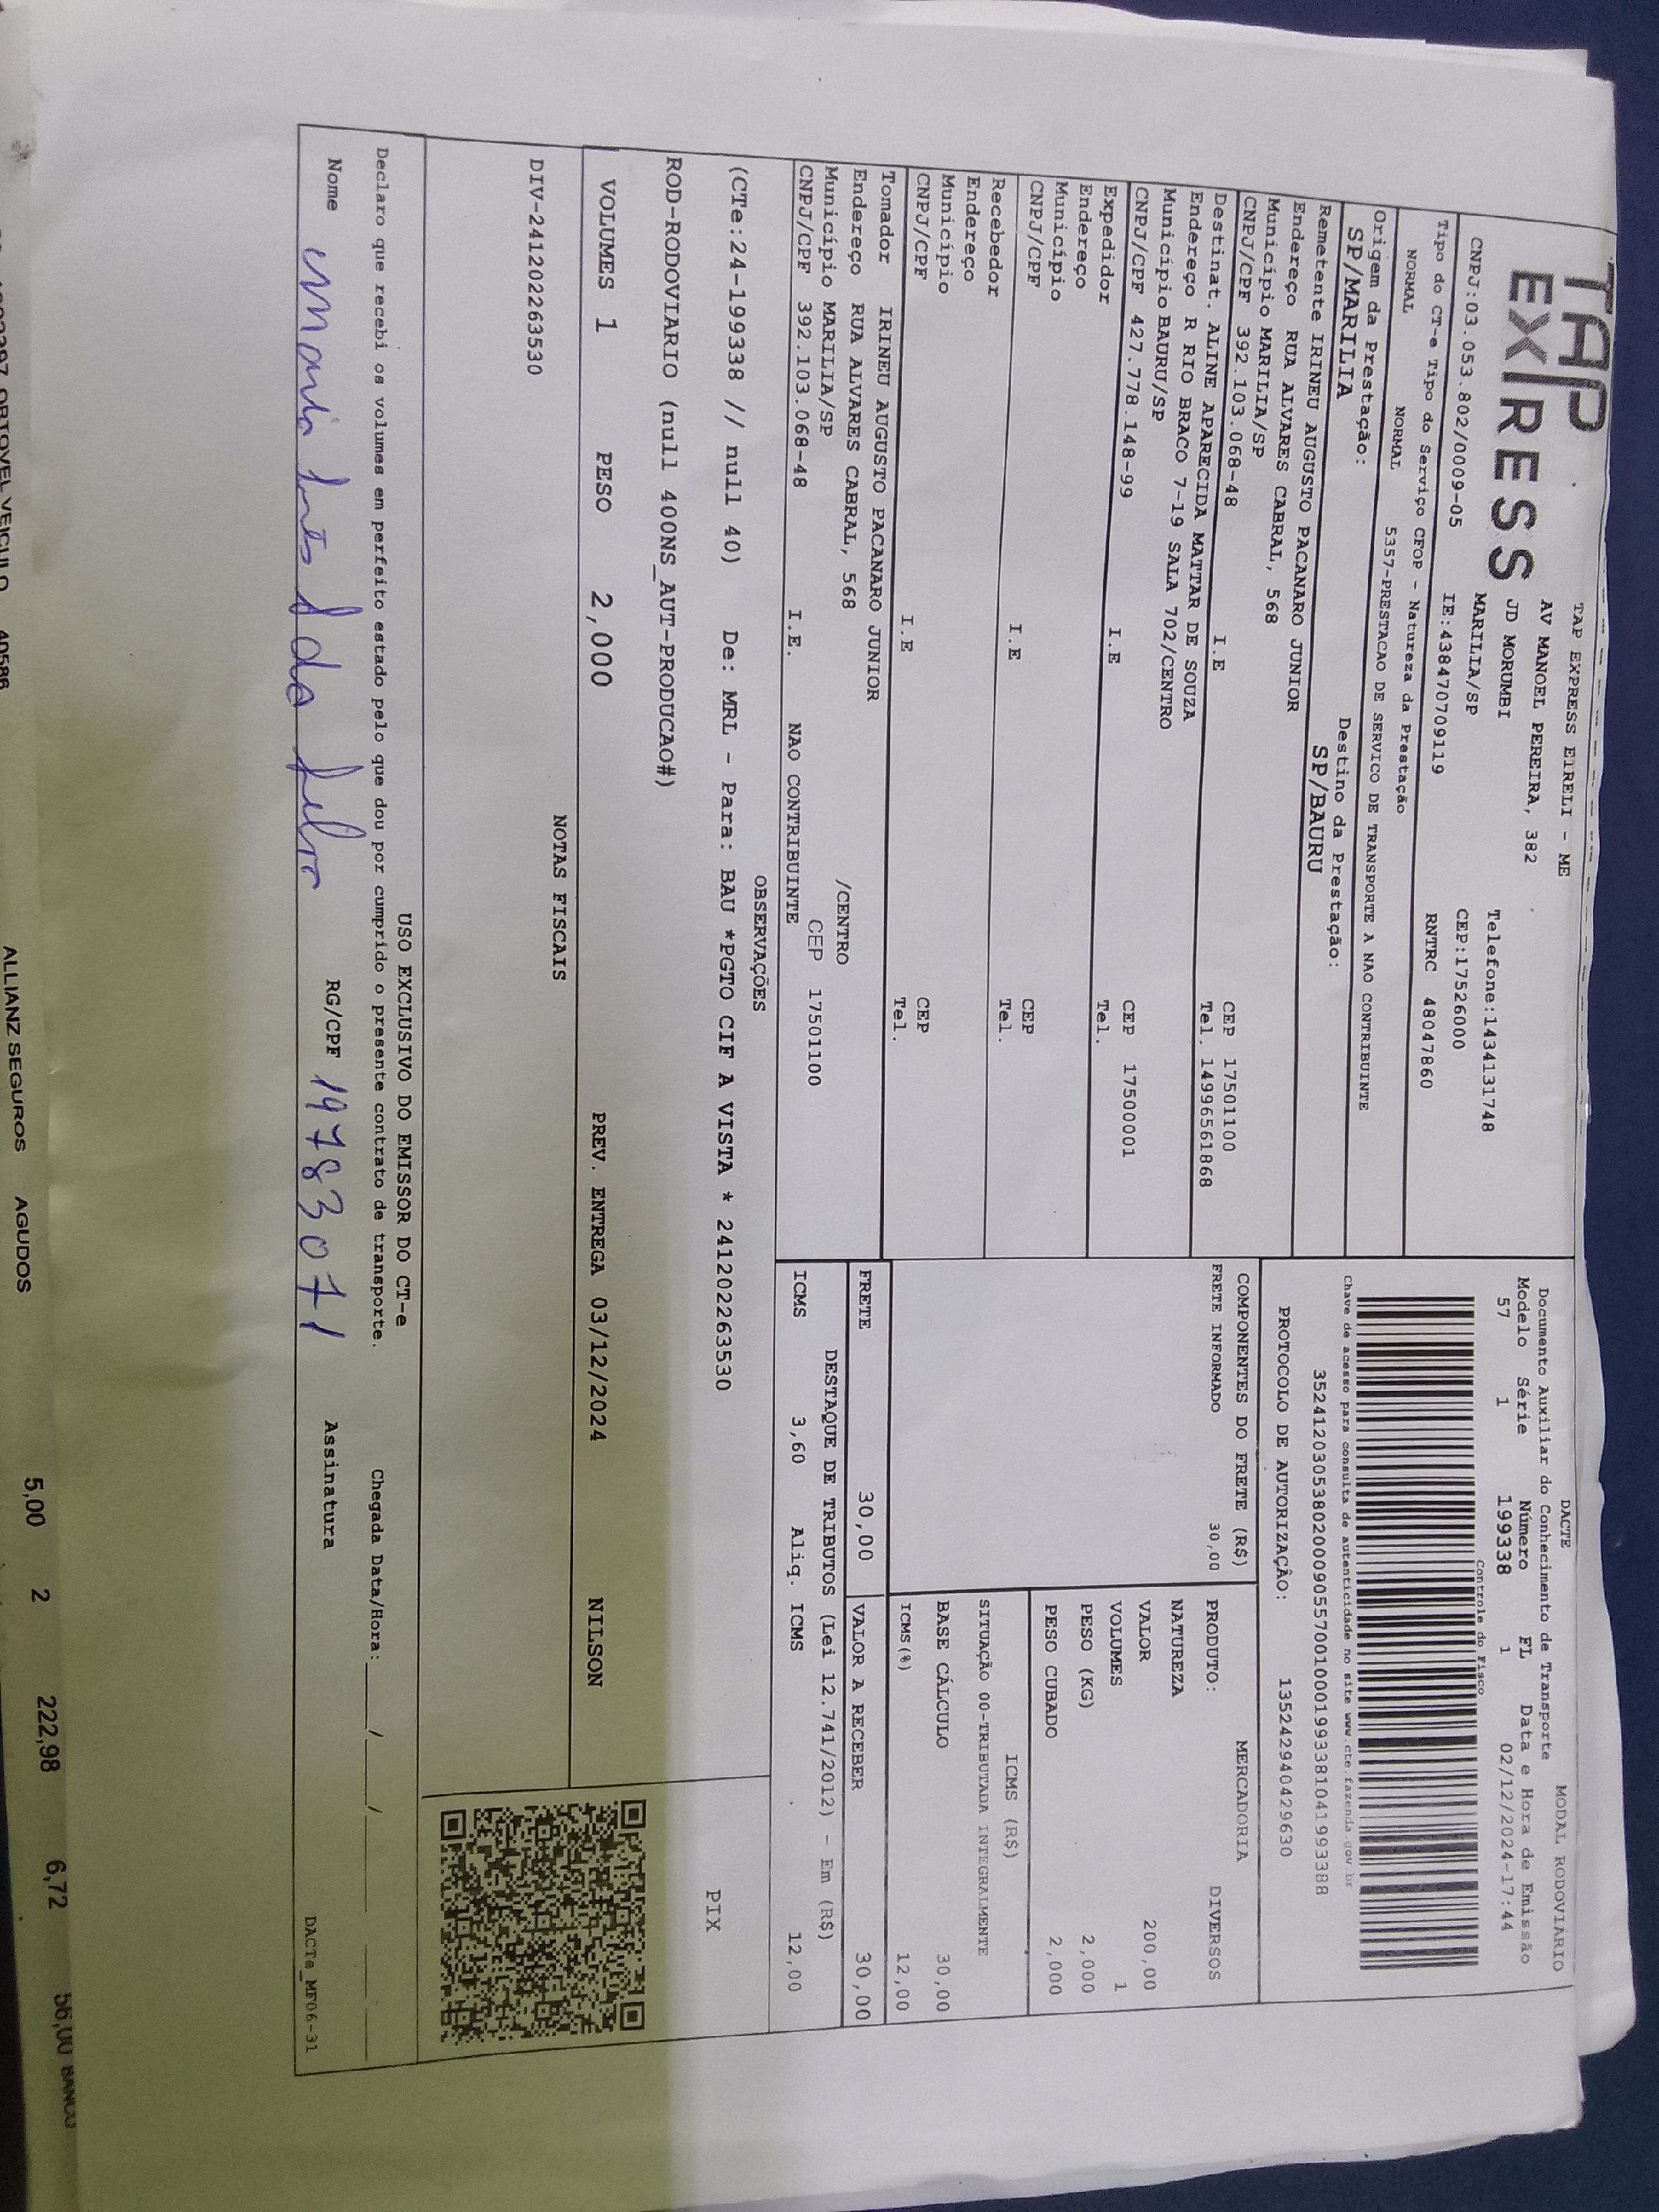 TAP EXPRESS
TAP EXPRESS EIRELI - ME
AV MANOEL PEREIRA, 382
JD MORUMBI Telefone:1434131748
MARILIA/SP CEP:17526000
CNPJ:03.053.802/0009-05 IE:438470709119 RNTRC 48047860
Tipo do CT-e Tipo do Serviço CFOP - Natureza da Prestação
NORMAL NORMAL 5357-PRESTACAO DE SERVICO DE TRANSPORTE A NAO CONTRIBUINTE
Origem da Prestação: Destino da Prestação:
SP/MARILIA SP/BAURU
Remetente IRINEU AUGUSTO PACANARO JUNIOR
Endereço RUA ALVARES CABRAL, 568
Município MARILIA/SP CEP 17501100
CNPJ/CPF 392.103.068-48 I.E Tel. 14996561868
Destinat. ALINE APARECIDA MATTAR DE SOUZA
Endereço R RIO BRACO 7-19 SALA 702/CENTRO
Município BAURU/SP CEP 17500001
CNPJ/CPF 427.778.148-99 I.E Tel.
Expedidor
Endereço
Município CEP
CNPJ/CPF I.E Tel.
Recebedor
Endereço
Município CEP
CNPJ/CPF I.E Tel.
Tomador IRINEU AUGUSTO PACANARO JUNIOR
Endereço RUA ALVARES CABRAL, 568 /CENTRO
Município MARILIA/SP CEP 17501100
CNPJ/CPF 392.103.068-48 I.E. NAO CONTRIBUINTE
DACTE MODAL RODOVIÁRIO
Documento Auxiliar do Conhecimento de Transporte
Modelo Série Número FL Data e Hora de Emissão
57 1 199338 1 02/12/2024-17:44
Controle do Fisco
Chave de acesso para consulta de autenticidade no site www.cte.fazenda.gov.br
35241203053802000905570010001993381041993388
PROTOCOLO DE AUTORIZAÇÃO: 135242940429630
COMPONENTES DO FRETE (R$)
FRETE INFORMADO 30,00
MERCADORIA
PRODUTO: DIVERSOS
NATUREZA
VALOR 200,00
VOLUMES 1
PESO (KG) 2,000
PESO CUBADO 2,000
ICMS (R$)
SITUAÇÃO 00-TRIBUTADA INTEGRALMENTE
BASE CÁLCULO 30,00
ICMS(%) 12,00
FRETE 30,00 VALOR A RECEBER 30,00
DESTAQUE DE TRIBUTOS (Lei 12.741/2012) - Em (R$)
ICMS 3,60 Aliq. ICMS 12,00
OBSERVAÇÕES
(CTe:24-199338 // null 40) De: MRL - Para: BAU *PGTO CIF A VISTA * 241202263530
ROD-RODOVIARIO (null 400NS_AUT-PRODUCAO#)
PIX
VOLUMES 1 PESO 2,000 PREV. ENTREGA 03/12/2024 NILSON
NOTAS FISCAIS
DIV-241202263530
USO EXCLUSIVO DO EMISSOR DO CT-e
Declaro que recebi os volumes em perfeito estado pelo que dou por cumprido o presente contrato de transporte. Chegada Data/Hora:____/____/____ ____
Nome Maria Ines da Silva RG/CPF 19783071 Assinatura
DACTe_MF06-31
VEICULO 40586 ALLIANZ SEGUROS AGUDOS 5,00 2 222,98 6,72 56,00 BANCO